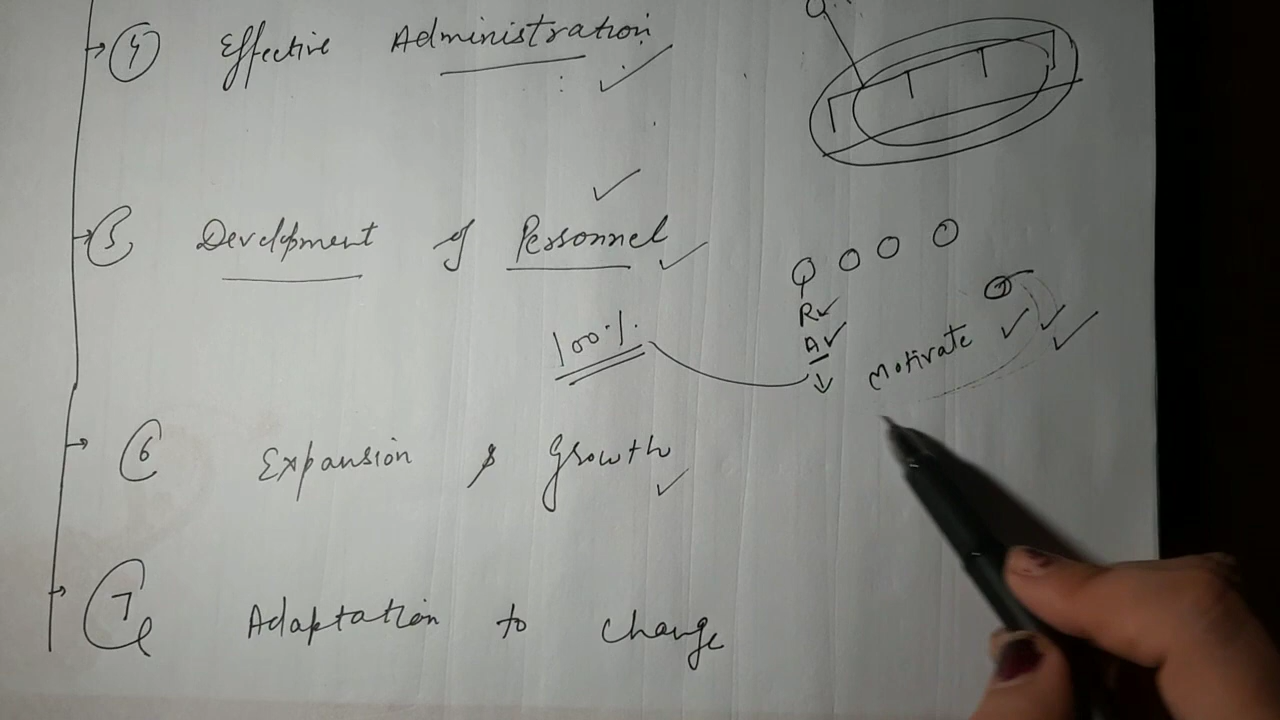 4 Effective Administration
5 Development of Personnel
R
A
100%
Motivate
6 Expansion & Growth
7 Adaptation to change